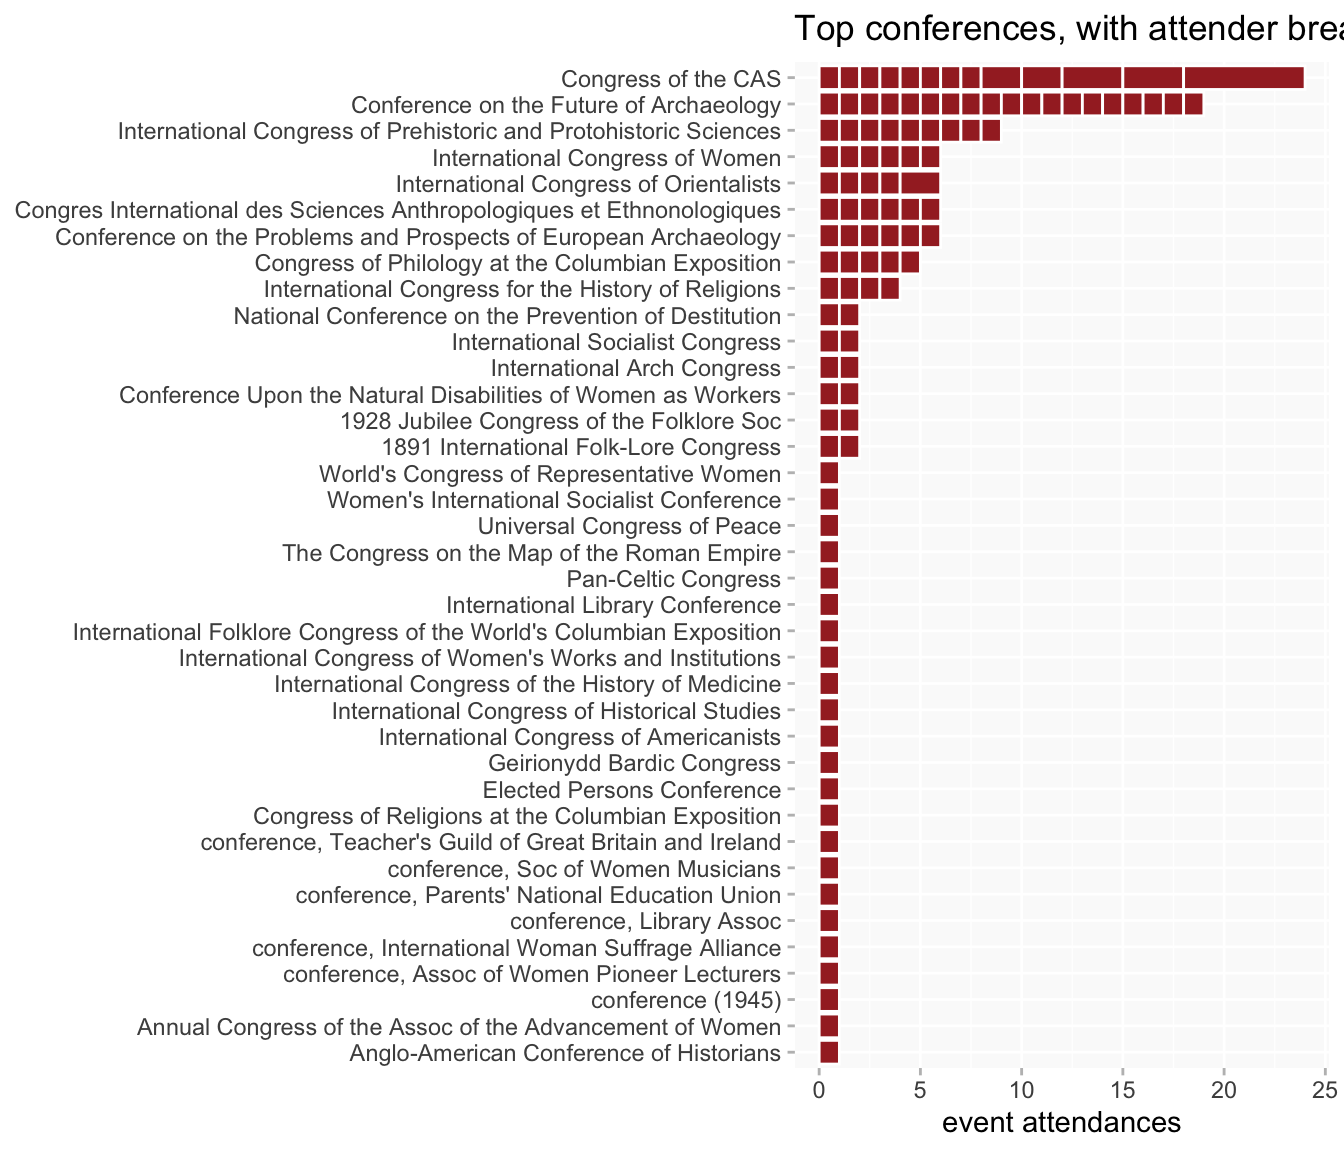 Top conferences, with attender brea
Congress of the CAS
Conference on the Future of Archaeology
International Congress of Prehistoric and Protohistoric Sciences
International Congress of Women
International Congress of Orientalists
Congres International des Sciences Anthropologiques et Ethnonologiques
Conference on the Problems and Prospects of European Archaeology
Congress of Philology at the Columbian Exposition
International Congress for the History of Religions
National Conference on the Prevention of Destitution
International Socialist Congress
International Arch Congress
Conference Upon the Natural Disabilities of Women as Workers
1928 Jubilee Congress of the Folklore Soc
1891 International Folk-Lore Congress
World's Congress of Representative Women
Women's International Socialist Conference
Universal Congress of Peace
The Congress on the Map of the Roman Empire
Pan-Celtic Congress
International Library Conference
International Folklore Congress of the World's Columbian Exposition
International Congress of Women's Works and Institutions
International Congress of the History of Medicine
International Congress of Historical Studies
International Congress of Americanists
Geirionydd Bardic Congress
Elected Persons Conference
Congress of Religions at the Columbian Exposition
conference, Teacher's Guild of Great Britain and Ireland
conference, Soc of Women Musicians
conference, Parents' National Education Union
conference, Library Assoc
conference, International Woman Suffrage Alliance
conference, Assoc of Women Pioneer Lecturers
conference (1945)
Annual Congress of the Assoc of the Advancement of Women
Anglo-American Conference of Historians
0 5 10 15 20 25
event attendances